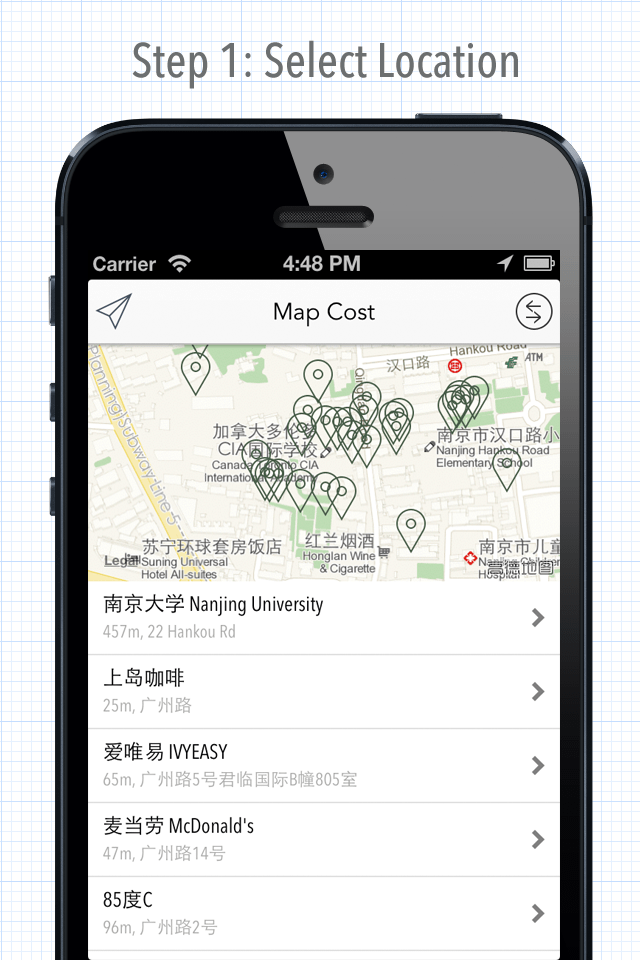 Step 1: Select Location
Carrier
4:48 PM
Map Cost
Planning)
Subway Line 5
汉口路
Hankou Road
ATM
加拿大多伦多
CIA国际学校
Canada Toronto CIA
International Academy
南京市汉口路小
Nanjing Hankou Road
Elementary School
苏宁环球套房饭店
Suning Universal
Hotel All-suites
红兰烟酒
Honglan Wine
& Cigarette
南京市儿童
Nanjing Children
Hospital
Legal
高德地图
南京大学 Nanjing University
457m, 22 Hankou Rd
上岛咖啡
25m, 广州路
爱唯易 IVYEASY
65m, 广州路5号君临国际B幢805室
麦当劳 McDonald's
47m, 广州路14号
85度C
96m, 广州路2号